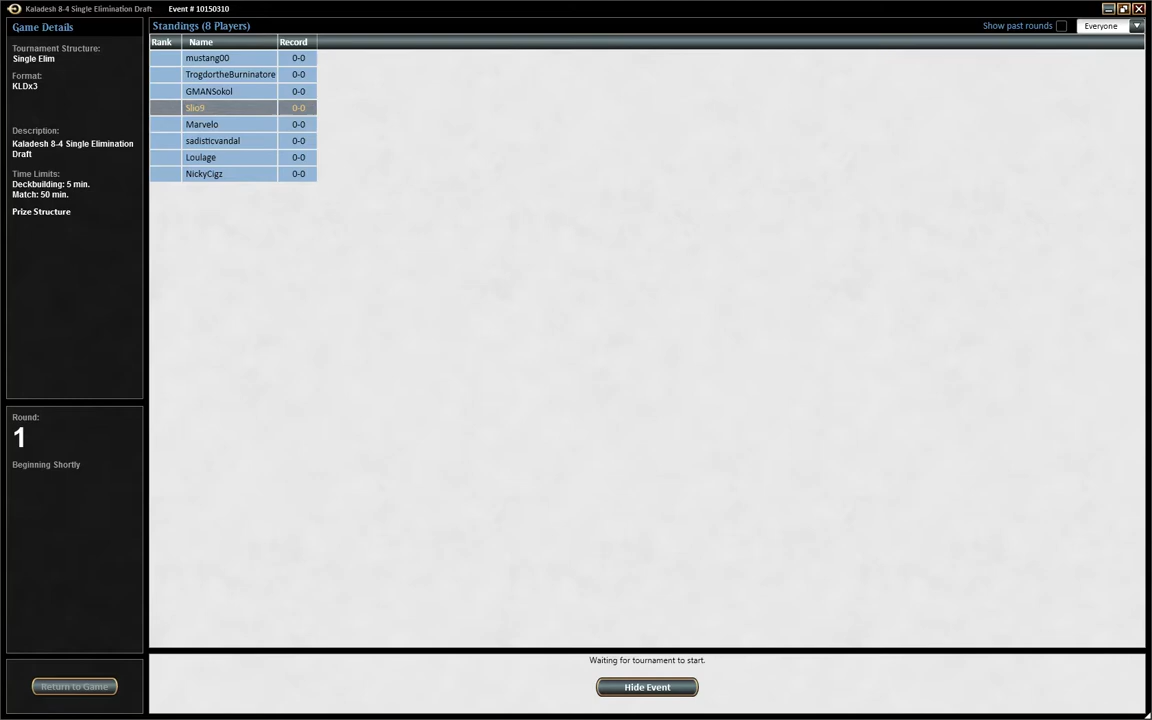 Kaladesh 8-4 Single Elimination Draft Event # 10150310
Game Details
Tournament Structure:
Single Elim
Format:
KLDx3
Description:
Kaladesh 8-4 Single Elimination
Draft
Time Limits:
Deckbuilding: 5 min.
Match: 50 min.
Prize Structure
Round:
1
Beginning Shortly
Return to Game
Standings (8 Players) Show past rounds Everyone
Rank Name Record
mustang00 0-0
TrogdortheBurninatore 0-0
GMANSokol 0-0
Slio9 0-0
Marvelo 0-0
sadisticvandal 0-0
Loulage 0-0
NickyCigz 0-0
Waiting for tournament to start.
Hide Event